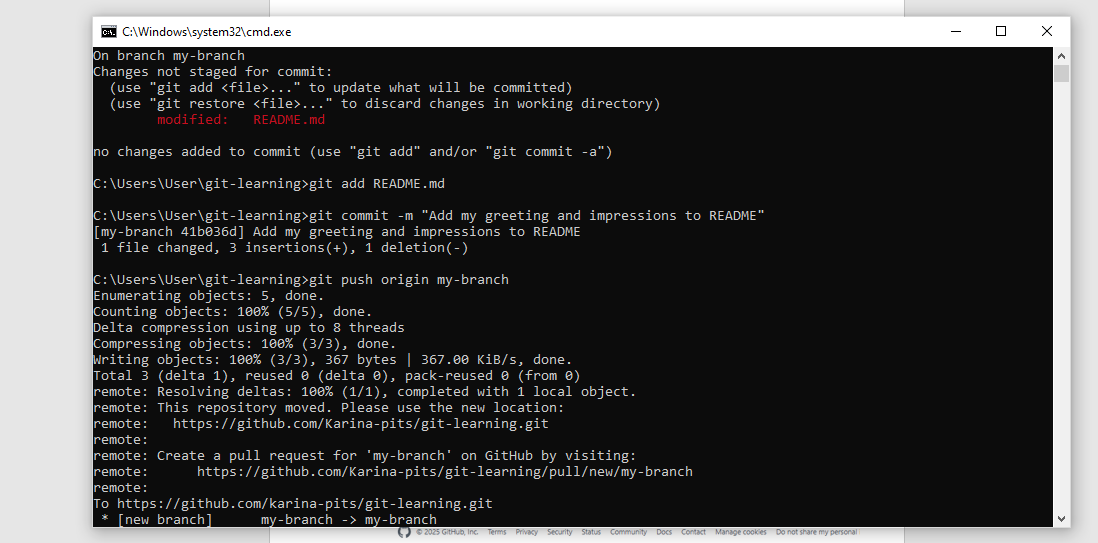 C:\Windows\system32\cmd.exe
On branch my-branch
Changes not staged for commit:
  (use "git add <file>..." to update what will be committed)
  (use "git restore <file>..." to discard changes in working directory)
        modified:   README.md
no changes added to commit (use "git add" and/or "git commit -a")
C:\Users\User\git-learning>git add README.md
C:\Users\User\git-learning>git commit -m "Add my greeting and impressions to README"
[my-branch 41b036d] Add my greeting and impressions to README
 1 file changed, 3 insertions(+), 1 deletion(-)
C:\Users\User\git-learning>git push origin my-branch
Enumerating objects: 5, done.
Counting objects: 100% (5/5), done.
Delta compression using up to 8 threads
Compressing objects: 100% (3/3), done.
Writing objects: 100% (3/3), 367 bytes | 367.00 KiB/s, done.
Total 3 (delta 1), reused 0 (delta 0), pack-reused 0 (from 0)
remote: Resolving deltas: 100% (1/1), completed with 1 local object.
remote: This repository moved. Please use the new location:
remote:   https://github.com/Karina-pits/git-learning.git
remote:
remote: Create a pull request for 'my-branch' on GitHub by visiting:
remote:      https://github.com/Karina-pits/git-learning/pull/new/my-branch
remote:
To https://github.com/karina-pits/git-learning.git
 * [new branch]      my-branch -> my-branch
© 2025 GitHub, Inc. Terms Privacy Security Status Community Docs Contact Manage cookies Do not share my personal